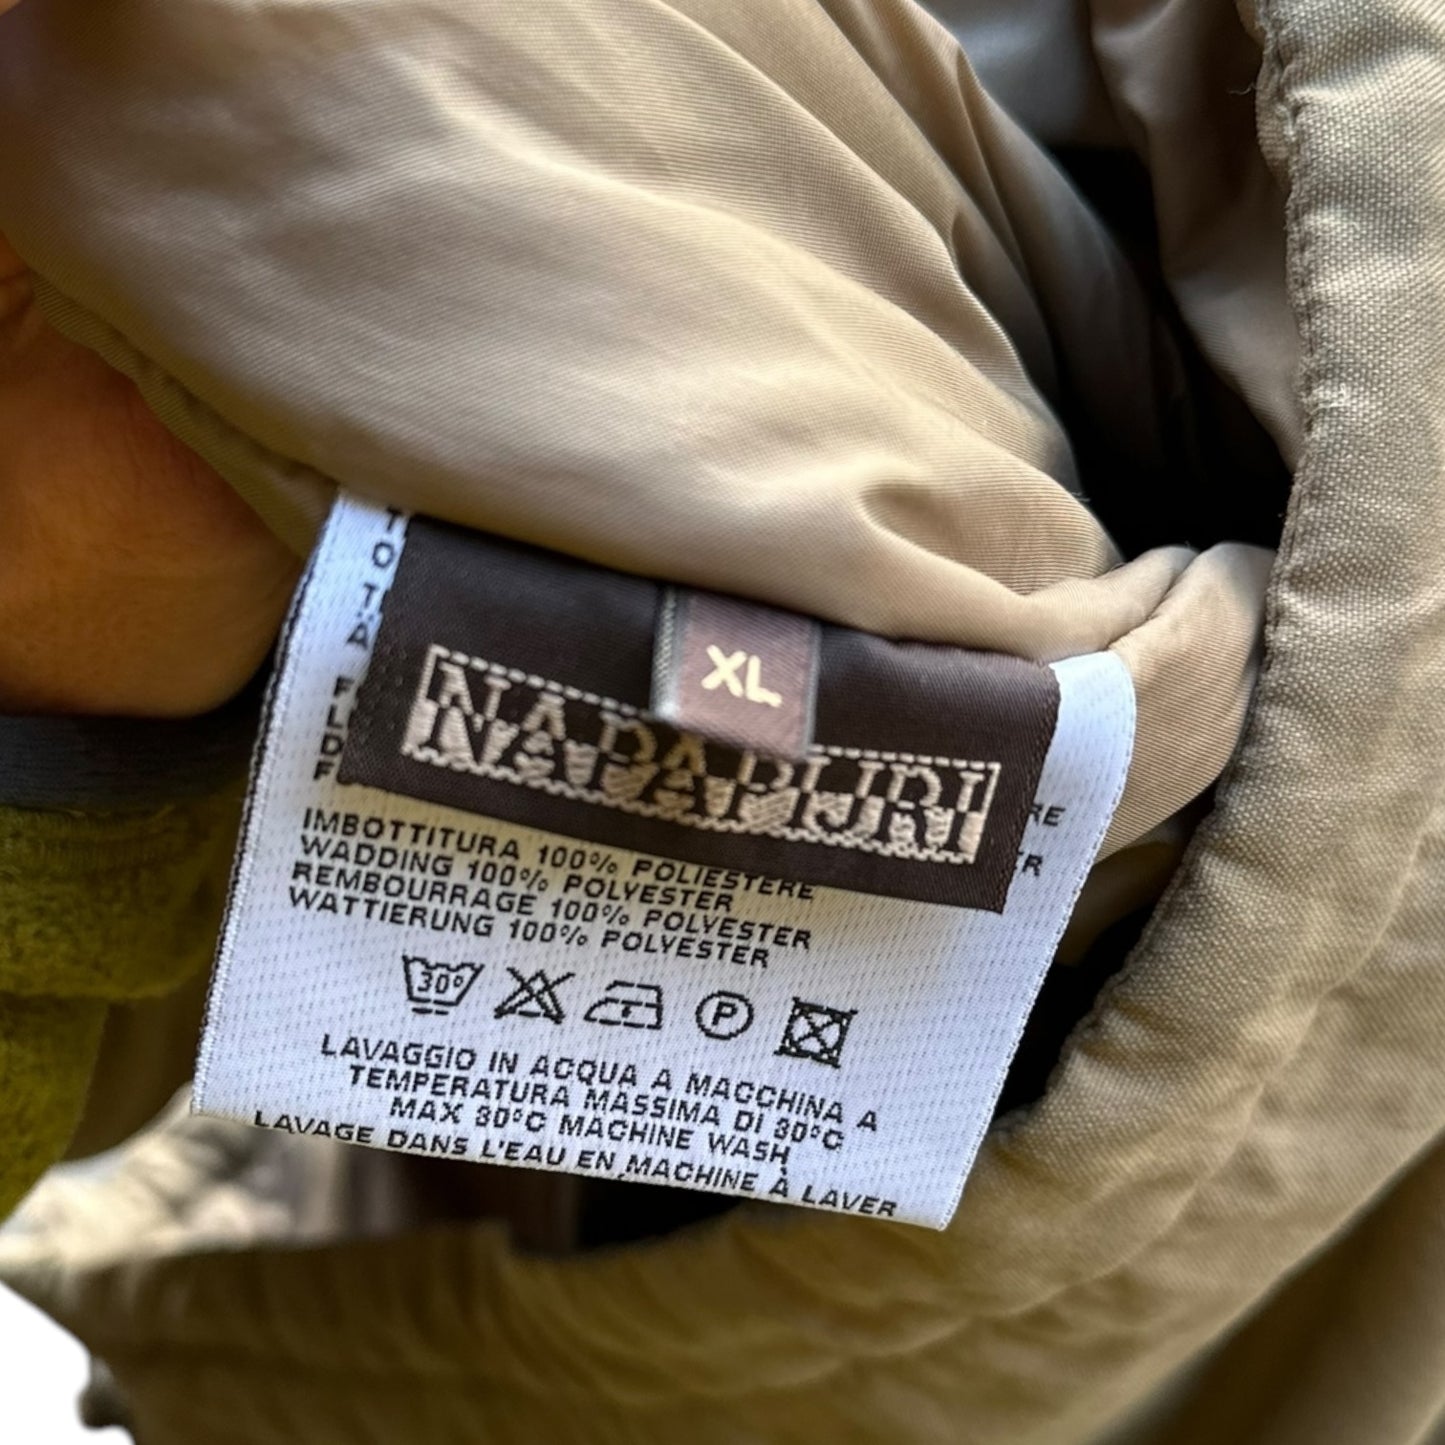 XL
NAPAPIJRI
IMBOTTITURA 100% POLIESTERE
WADDING 100% POLYESTER
REMBOURRAGE 100% POLYESTER
WATTIERUNG 100% POLYESTER
30°
P
LAVAGGIO IN ACQUA A MACCHINA A
TEMPERATURA MASSIMA DI 30°C
MAX 30°C MACHINE WASH
LAVAGE DANS L'EAU EN MACHINE À LAVER